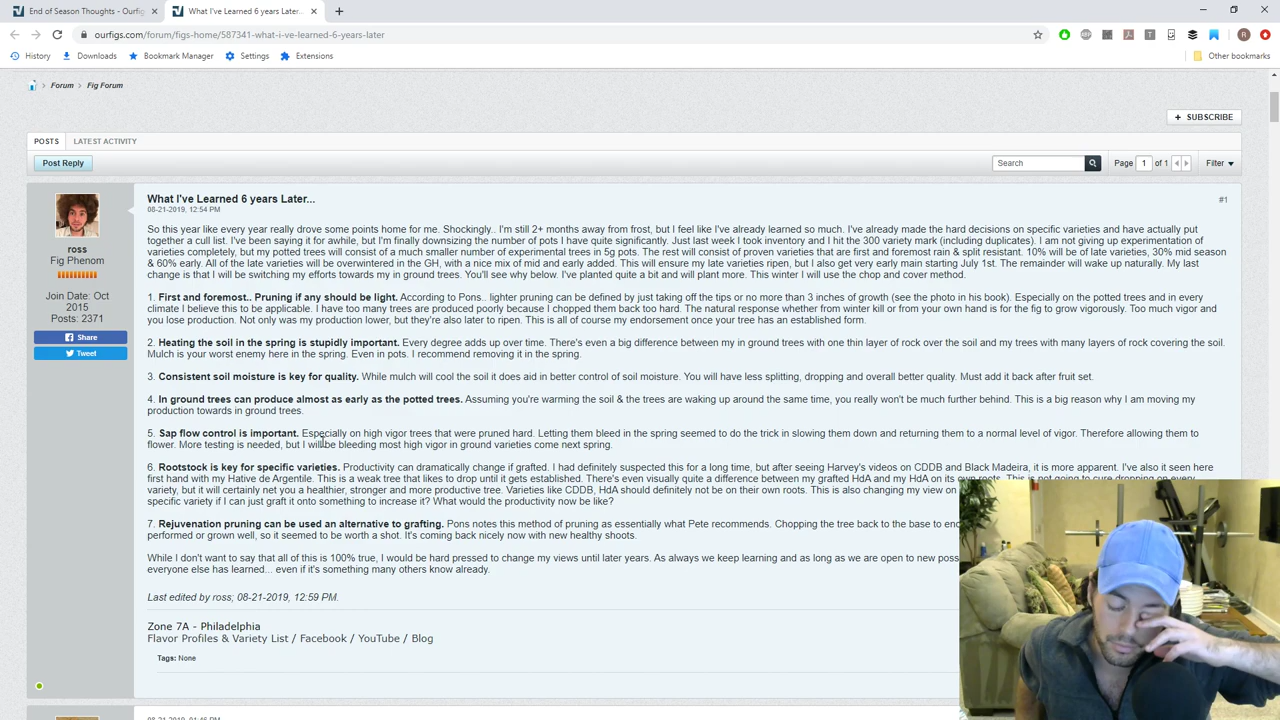 End of Season Thoughts - Ourfig
What I've Learned 6 years Later...
ourfigs.com/forum/figs-home/587341-what-i-ve-learned-6-years-later
History
Downloads
Bookmark Manager
Settings
Extensions
Other bookmarks
Forum > Fig Forum
+ SUBSCRIBE
POSTS
LATEST ACTIVITY
Post Reply
Search
Page 1 of 1
Filter
What I've Learned 6 years Later...
#1
08-21-2019, 12:54 PM
ross
Fig Phenom
Join Date: Oct
2015
Posts: 2371
Share
Tweet
So this year like every year really drove some points home for me. Shockingly.. I'm still 2+ months away from frost, but I feel like I've already learned so much. I've already made the hard decisions on specific varieties and have actually put
together a cull list. I've been saying it for awhile, but I'm finally downsizing the number of pots I have quite significantly. Just last week I took inventory and I hit the 300 variety mark (including duplicates). I am not giving up experimentation of
varieties completely, but my potted trees will consist of a much smaller number of experimental trees in 5g pots. The rest will consist of proven varieties that are first and foremost rain & split resistant. 10% will be of late varieties, 30% mid season
& 60% early. All of the late varieties will be overwintered in the GH, with a nice mix of mid and early added. This will ensure my late varieties ripen, but I also get very early main starting July 1st. The remainder will wake up naturally. My last
change is that I will be switching my efforts towards my in ground trees. You'll see why below. I've planted quite a bit and will plant more. This winter I will use the chop and cover method.
1. First and foremost.. Pruning if any should be light. According to Pons.. lighter pruning can be defined by just taking off the tips or no more than 3 inches of growth (see the photo in his book). Especially on the potted trees and in every
climate I believe this to be applicable. I have too many trees are produced poorly because I chopped them back too hard. The natural response whether from winter kill or from your own hand is for the fig to grow vigorously. Too much vigor and
you lose production. Not only was my production lower, but they're also later to ripen. This is all of course my endorsement once your tree has an established form.
2. Heating the soil in the spring is stupidly important. Every degree adds up over time. There's even a big difference between my in ground trees with one thin layer of rock over the soil and my trees with many layers of rock covering the soil.
Mulch is your worst enemy here in the spring. Even in pots. I recommend removing it in the spring.
3. Consistent soil moisture is key for quality. While mulch will cool the soil it does aid in better control of soil moisture. You will have less splitting, dropping and overall better quality. Must add it back after fruit set.
4. In ground trees can produce almost as early as the potted trees. Assuming you're warming the soil & the trees are waking up around the same time, you really won't be much further behind. This is a big reason why I am moving my
production towards in ground trees.
5. Sap flow control is important. Especially on high vigor trees that were pruned hard. Letting them bleed in the spring seemed to do the trick in slowing them down and returning them to a normal level of vigor. Therefore allowing them to
flower. More testing is needed, but I will be bleeding most high vigor in ground varieties come next spring.
6. Rootstock is key for specific varieties. Productivity can dramatically change if grafted. I had definitely suspected this for a long time, but after seeing Harvey's videos on CDDB and Black Madeira, it is more apparent. I've also it seen here
first hand with my Hative de Argentile. This is a weak tree that likes to drop until it gets established. There's even visually quite a difference between my grafted HdA and my HdA on its own roots. This is not going to cure dropping on every
variety, but it will certainly net you a healthier, stronger and more productive tree. Varieties like CDDB, HdA should definitely not be on their own roots. This is also changing my view on
specific variety if I can just graft it onto something to increase it? What would the productivity now be like?
7. Rejuvenation pruning can be used an alternative to grafting. Pons notes this method of pruning as essentially what Pete recommends. Chopping the tree back to the base to enc
performed or grown well, so it seemed to be worth a shot. It's coming back nicely now with new healthy shoots.
While I don't want to say that all of this is 100% true, I would be hard pressed to change my views until later years. As always we keep learning and as long as we are open to new poss
everyone else has learned... even if it's something many others know already.
Last edited by ross; 08-21-2019, 12:59 PM.
Zone 7A - Philadelphia
Flavor Profiles & Variety List / Facebook / YouTube / Blog
Tags: None